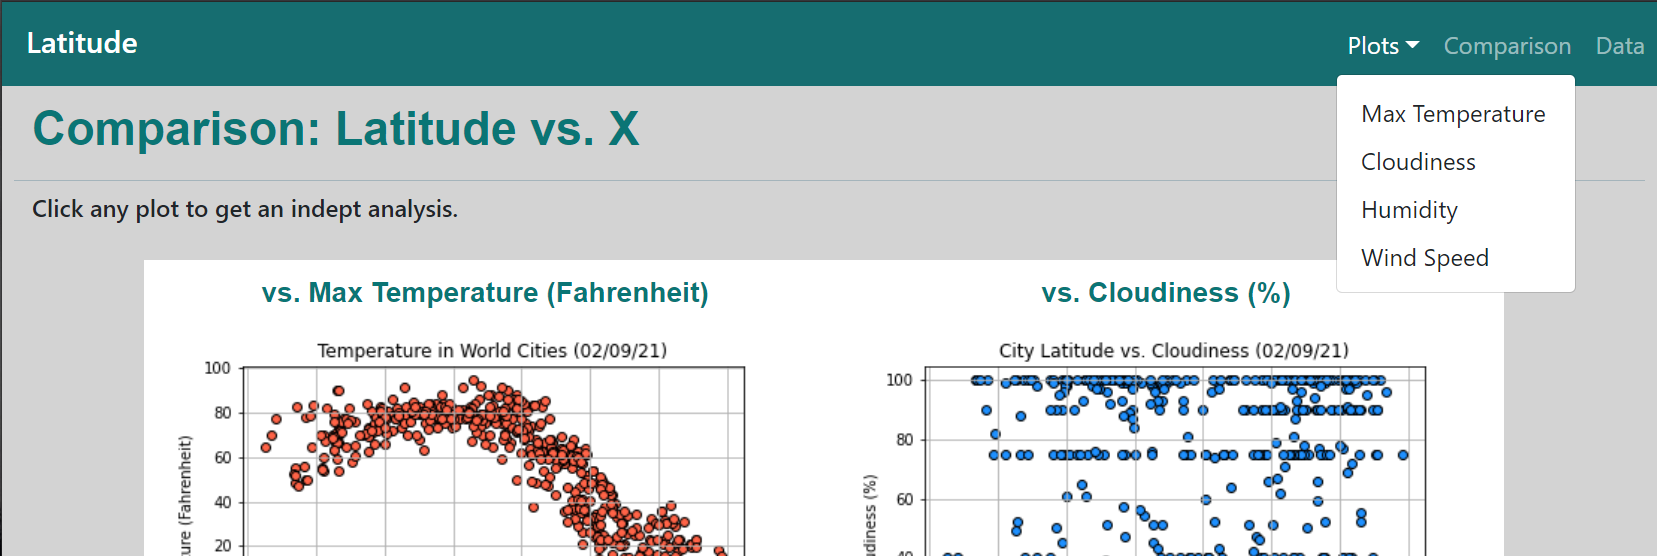 Latitude
Plots Comparison Data
Max Temperature
Cloudiness
Humidity
Wind Speed
Comparison: Latitude vs. X
Click any plot to get an indept analysis.
vs. Max Temperature (Fahrenheit)
Temperature in World Cities (02/09/21)
100
80
60
40
20
(Fahrenheit)
vs. Cloudiness (%)
City Latitude vs. Cloudiness (02/09/21)
100
80
60
(%)